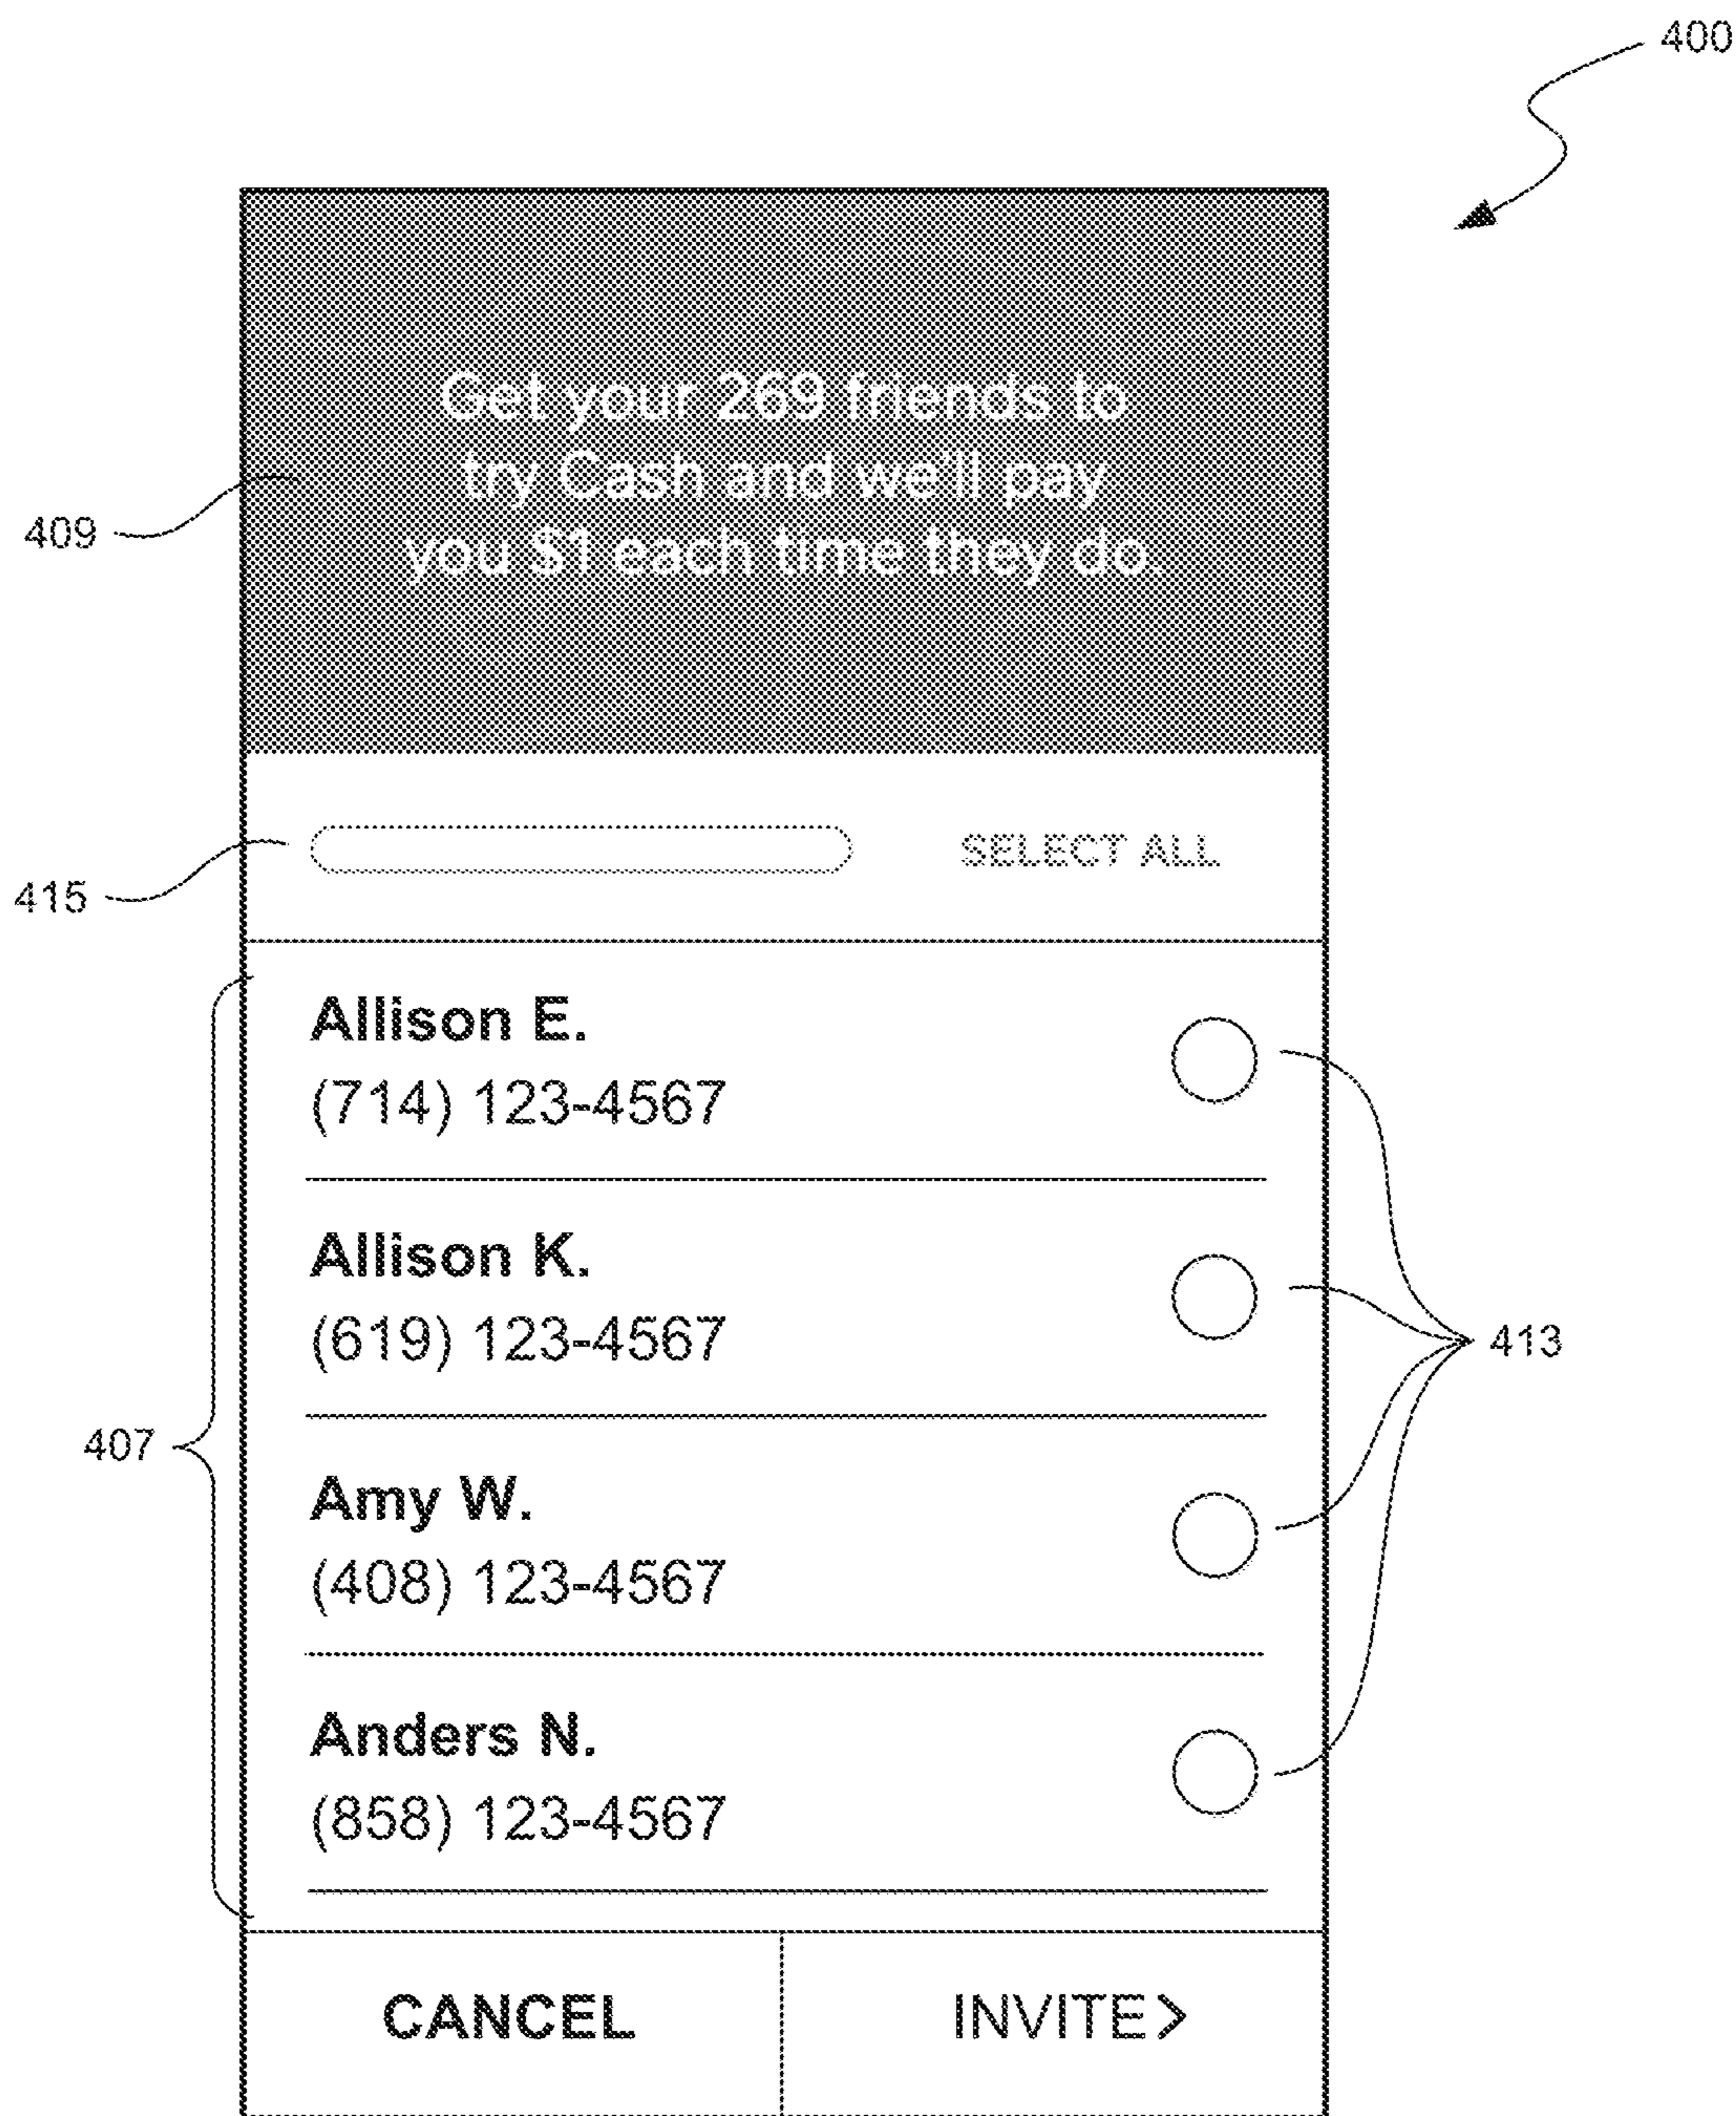 400
Get your 269 friends to
try Cash and we'll pay
you $1 each time they do.
409
415
SELECT ALL
Allison E.
(714) 123-4567
Allison K.
(619) 123-4567
413
407
Amy W.
(408) 123-4567
Anders N.
(858) 123-4567
CANCEL
INVITE >